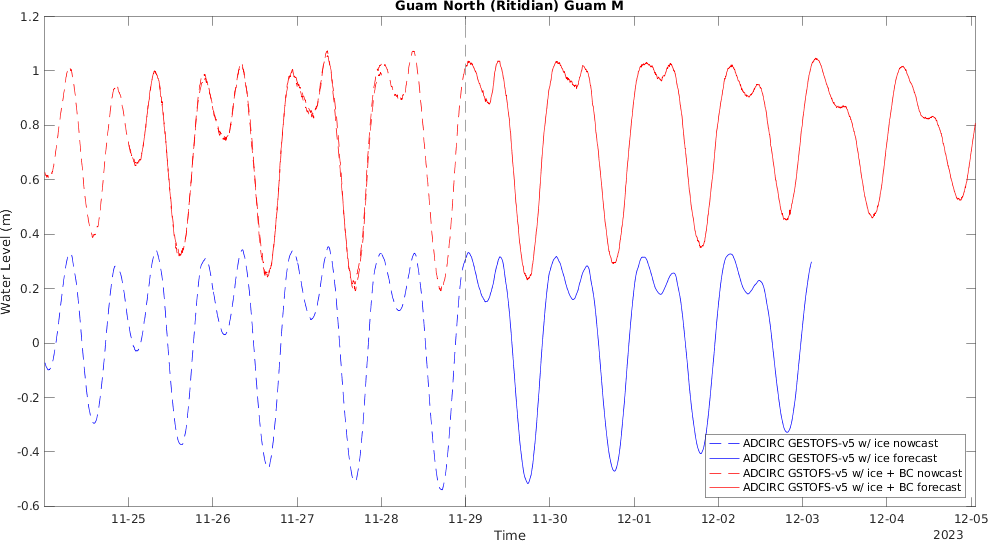 Guam North (Ritidian) Guam M
1.2
1
0.8
0.6
0.4
0.2
0
-0.2
-0.4
-0.6
Water Level (m)
11-25 11-26 11-27 11-28 11-29 11-30 12-01 12-02 12-03 12-04 12-05
Time
2023
ADCIRC GESTOFS-v5 w/ ice nowcast
ADCIRC GESTOFS-v5 w/ ice forecast
ADCIRC GSTOFS-v5 w/ ice + BC nowcast
ADCIRC GSTOFS-v5 w/ ice + BC forecast